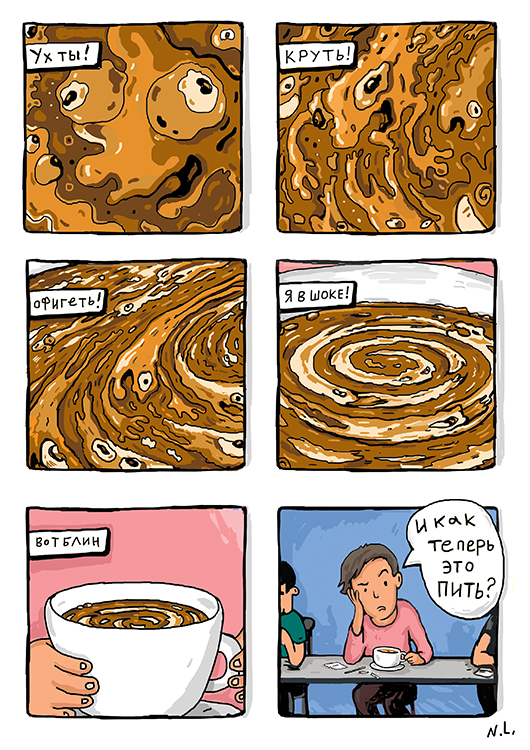 Ух ты!
КРУТЬ!
ОФИГЕТЬ!
Я В ШОКЕ!
ВОТ БЛИН
И как
теперь
это
пить?
N.L.